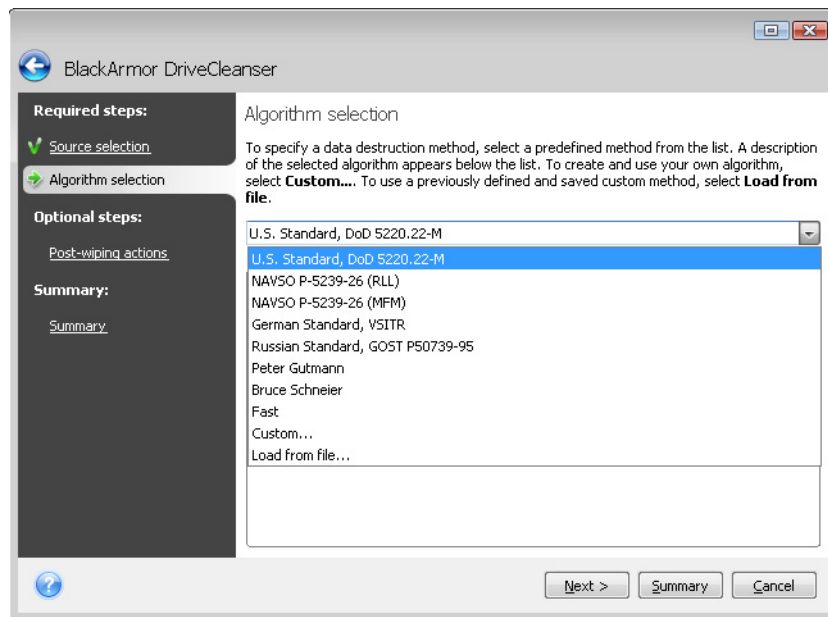 BlackArmor DriveCleanser
Required steps:
Source selection
Algorithm selection
Optional steps:
Post-wiping actions
Summary:
Summary
Algorithm selection
To specify a data destruction method, select a predefined method from the list. A description
of the selected algorithm appears below the list. To create and use your own algorithm,
select Custom.... To use a previously defined and saved custom method, select Load from
file.
U.S. Standard, DoD 5220.22-M
U.S. Standard, DoD 5220.22-M
NAVSO P-5239-26 (RLL)
NAVSO P-5239-26 (MFM)
German Standard, VSITR
Russian Standard, GOST P50739-95
Peter Gutmann
Bruce Schneier
Fast
Custom...
Load from file...
?
Next >
Summary
Cancel